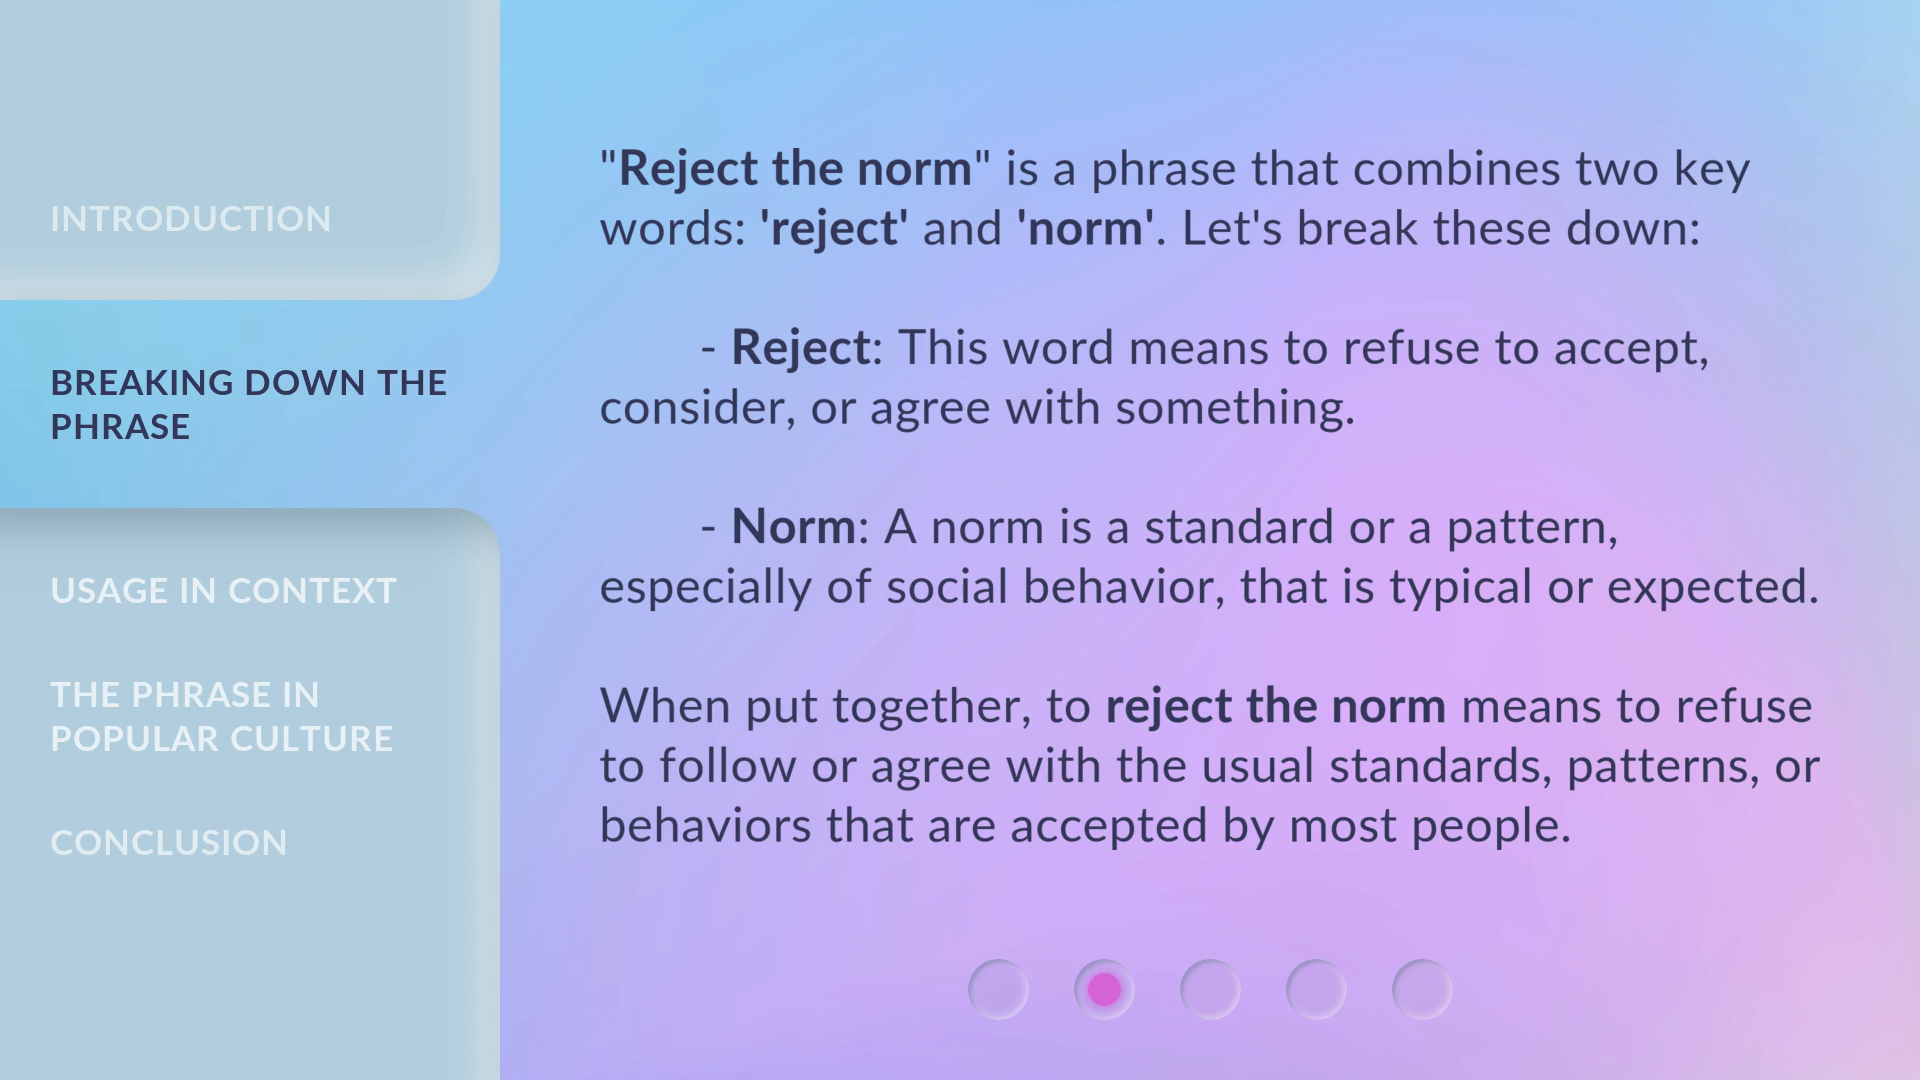 INTRODUCTION
BREAKING DOWN THE
PHRASE
USAGE IN CONTEXT
THE PHRASE IN
POPULAR CULTURE
CONCLUSION
"Reject the norm" is a phrase that combines two key
words: 'reject' and 'norm'. Let's break these down:
- Reject: This word means to refuse to accept,
consider, or agree with something.
- Norm: A norm is a standard or a pattern,
especially of social behavior, that is typical or expected.
When put together, to reject the norm means to refuse
to follow or agree with the usual standards, patterns, or
behaviors that are accepted by most people.